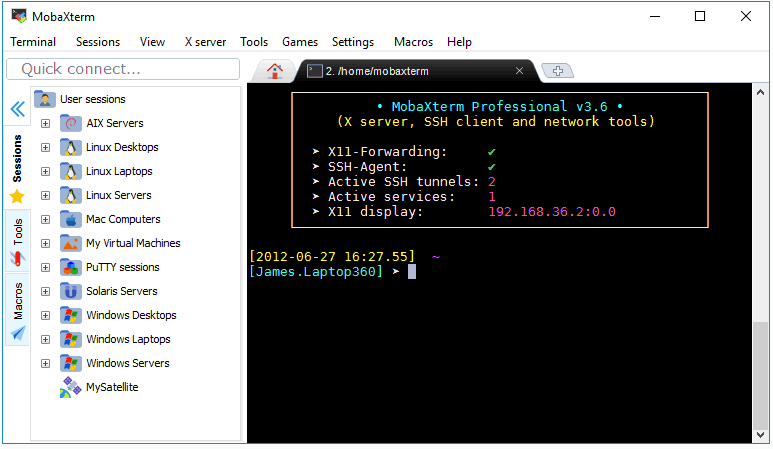 MobaXterm
Terminal Sessions View X server Tools Games Settings Macros Help
Quick connect...
2. /home/mobaxterm
Sessions
Tools
Macros
User sessions
AIX Servers
Linux Desktops
Linux Laptops
Linux Servers
Mac Computers
My Virtual Machines
PuTTY sessions
Solaris Servers
Windows Desktops
Windows Laptops
Windows Servers
MySatellite
• MobaXterm Professional v3.6 •
(X server, SSH client and network tools)
➤ X11-Forwarding: ✔
➤ SSH-Agent: ✔
➤ Active SSH tunnels: 2
➤ Active services: 1
➤ X11 display: 192.168.36.2:0.0
[2012-06-27 16:27.55] ~
[James.Laptop360] ➤